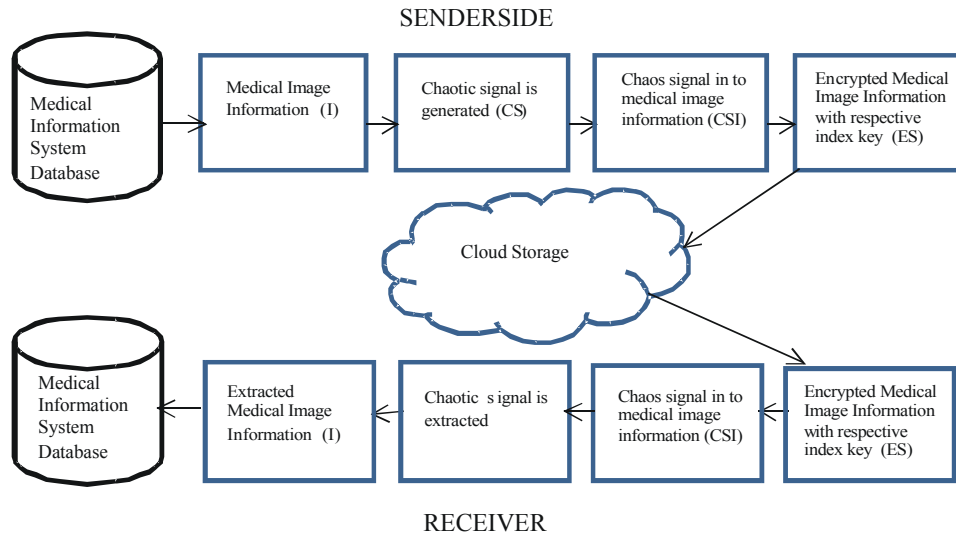 SENDERSIDE
Medical
Information
System
Database
Medical Image
Information (I)
Chaotic signal is
generated (CS)
Chaos signal in to
medical image
information (CSI)
Encrypted Medical
Image Information
with respective
index key (ES)
Cloud Storage
Medical
Information
System
Database
Extracted
Medical Image
Information (I)
Chaotic signal is
extracted
Chaos signal in to
medical image
information (CSI)
Encrypted Medical
Image Information
with respective
index key (ES)
RECEIVER